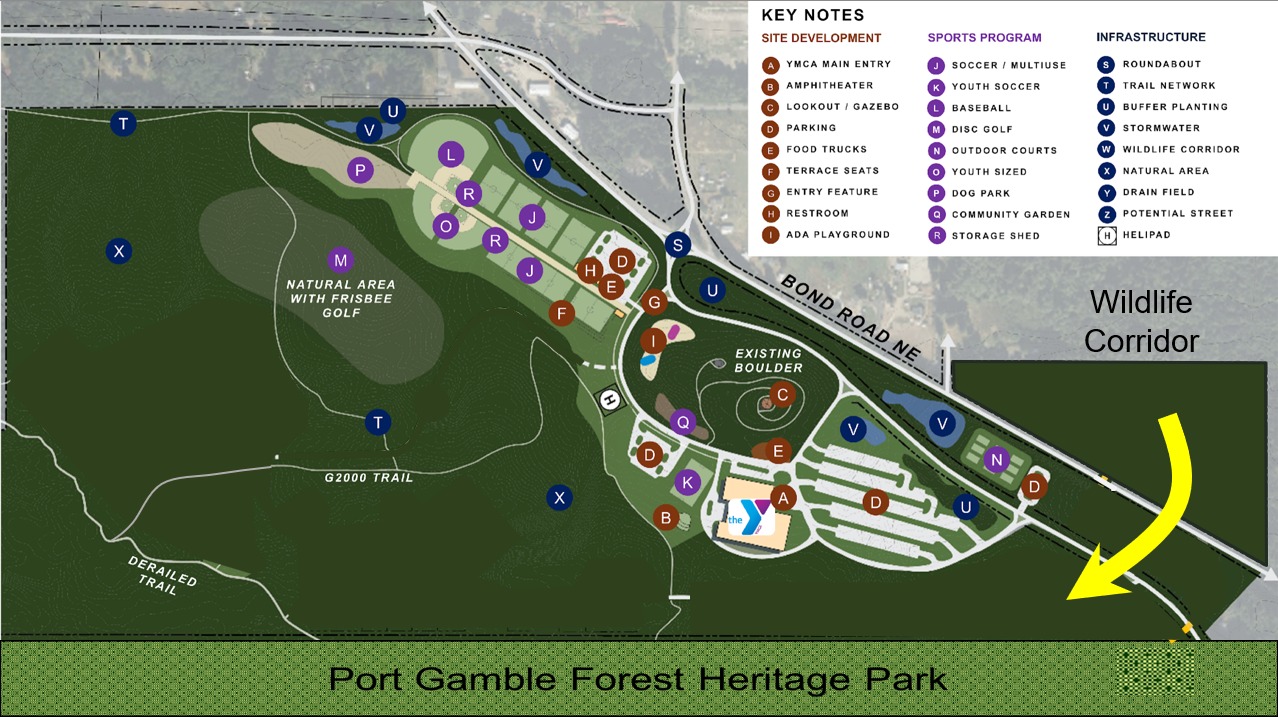 KEY NOTES
SITE DEVELOPMENT
A YMCA MAIN ENTRY
B AMPHITHEATER
C LOOKOUT / GAZEBO
D PARKING
E FOOD TRUCKS
F TERRACE SEATS
G ENTRY FEATURE
H RESTROOM
I ADA PLAYGROUND
SPORTS PROGRAM
J SOCCER / MULTIUSE
K YOUTH SOCCER
L BASEBALL
M DISC GOLF
N OUTDOOR COURTS
O YOUTH SIZED
P DOG PARK
Q COMMUNITY GARDEN
R STORAGE SHED
INFRASTRUCTURE
S ROUNDABOUT
T TRAIL NETWORK
U BUFFER PLANTING
V STORMWATER
W WILDLIFE CORRIDOR
X NATURAL AREA
Y DRAIN FIELD
Z POTENTIAL STREET
H HELIPAD
T
U
V
L
V
P
R
J
O
R
J
S
X
M
H
D
E
U
G
F
I
NATURAL AREA
WITH FRISBEE
GOLF
BOND ROAD NE
Wildlife
Corridor
EXISTING
BOULDER
C
H
T
Q
V
V
D
E
N
G2000 TRAIL
K
D
X
A
D
U
B
the
DERAILED
TRAIL
Port Gamble Forest Heritage Park